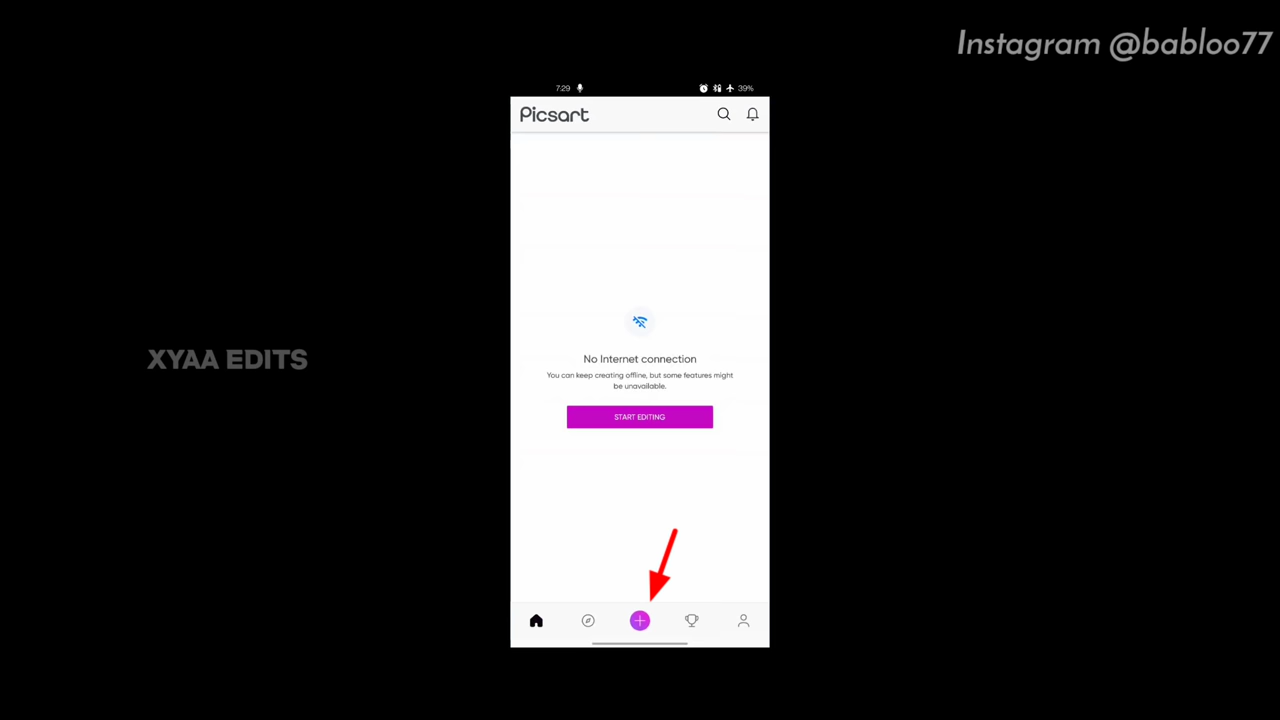 Instagram @babloo77
7:29
39%
Picsart
No Internet connection
You can keep creating offline, but some features might
be unavailable.
START EDITING
XYAA EDITS